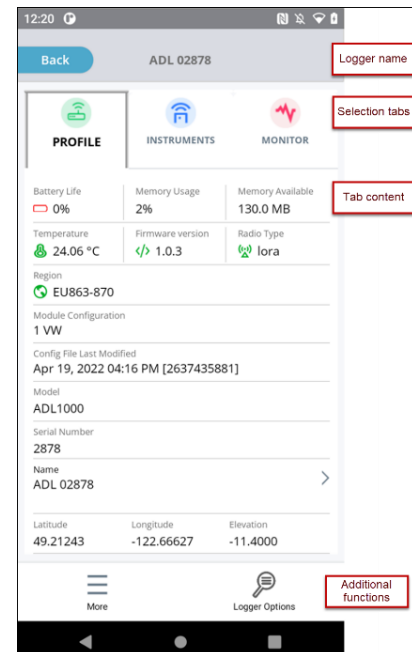 12:20
Back
ADL 02878
Logger name
PROFILE
INSTRUMENTS
MONITOR
Selection tabs
Battery Life
Memory Usage
Memory Available
0%
2%
130.0 MB
Tab content
Temperature
Firmware version
Radio Type
24.06 °C
</> 1.0.3
lora
Region
EU863-870
Module Configuration
1 VW
Config File Last Modified
Apr 19, 2022 04:16 PM [2637435881]
Model
ADL1000
Serial Number
2878
Name
ADL 02878
Latitude
Longitude
Elevation
49.21243
-122.66627
-11.4000
More
Logger Options
Additional
functions